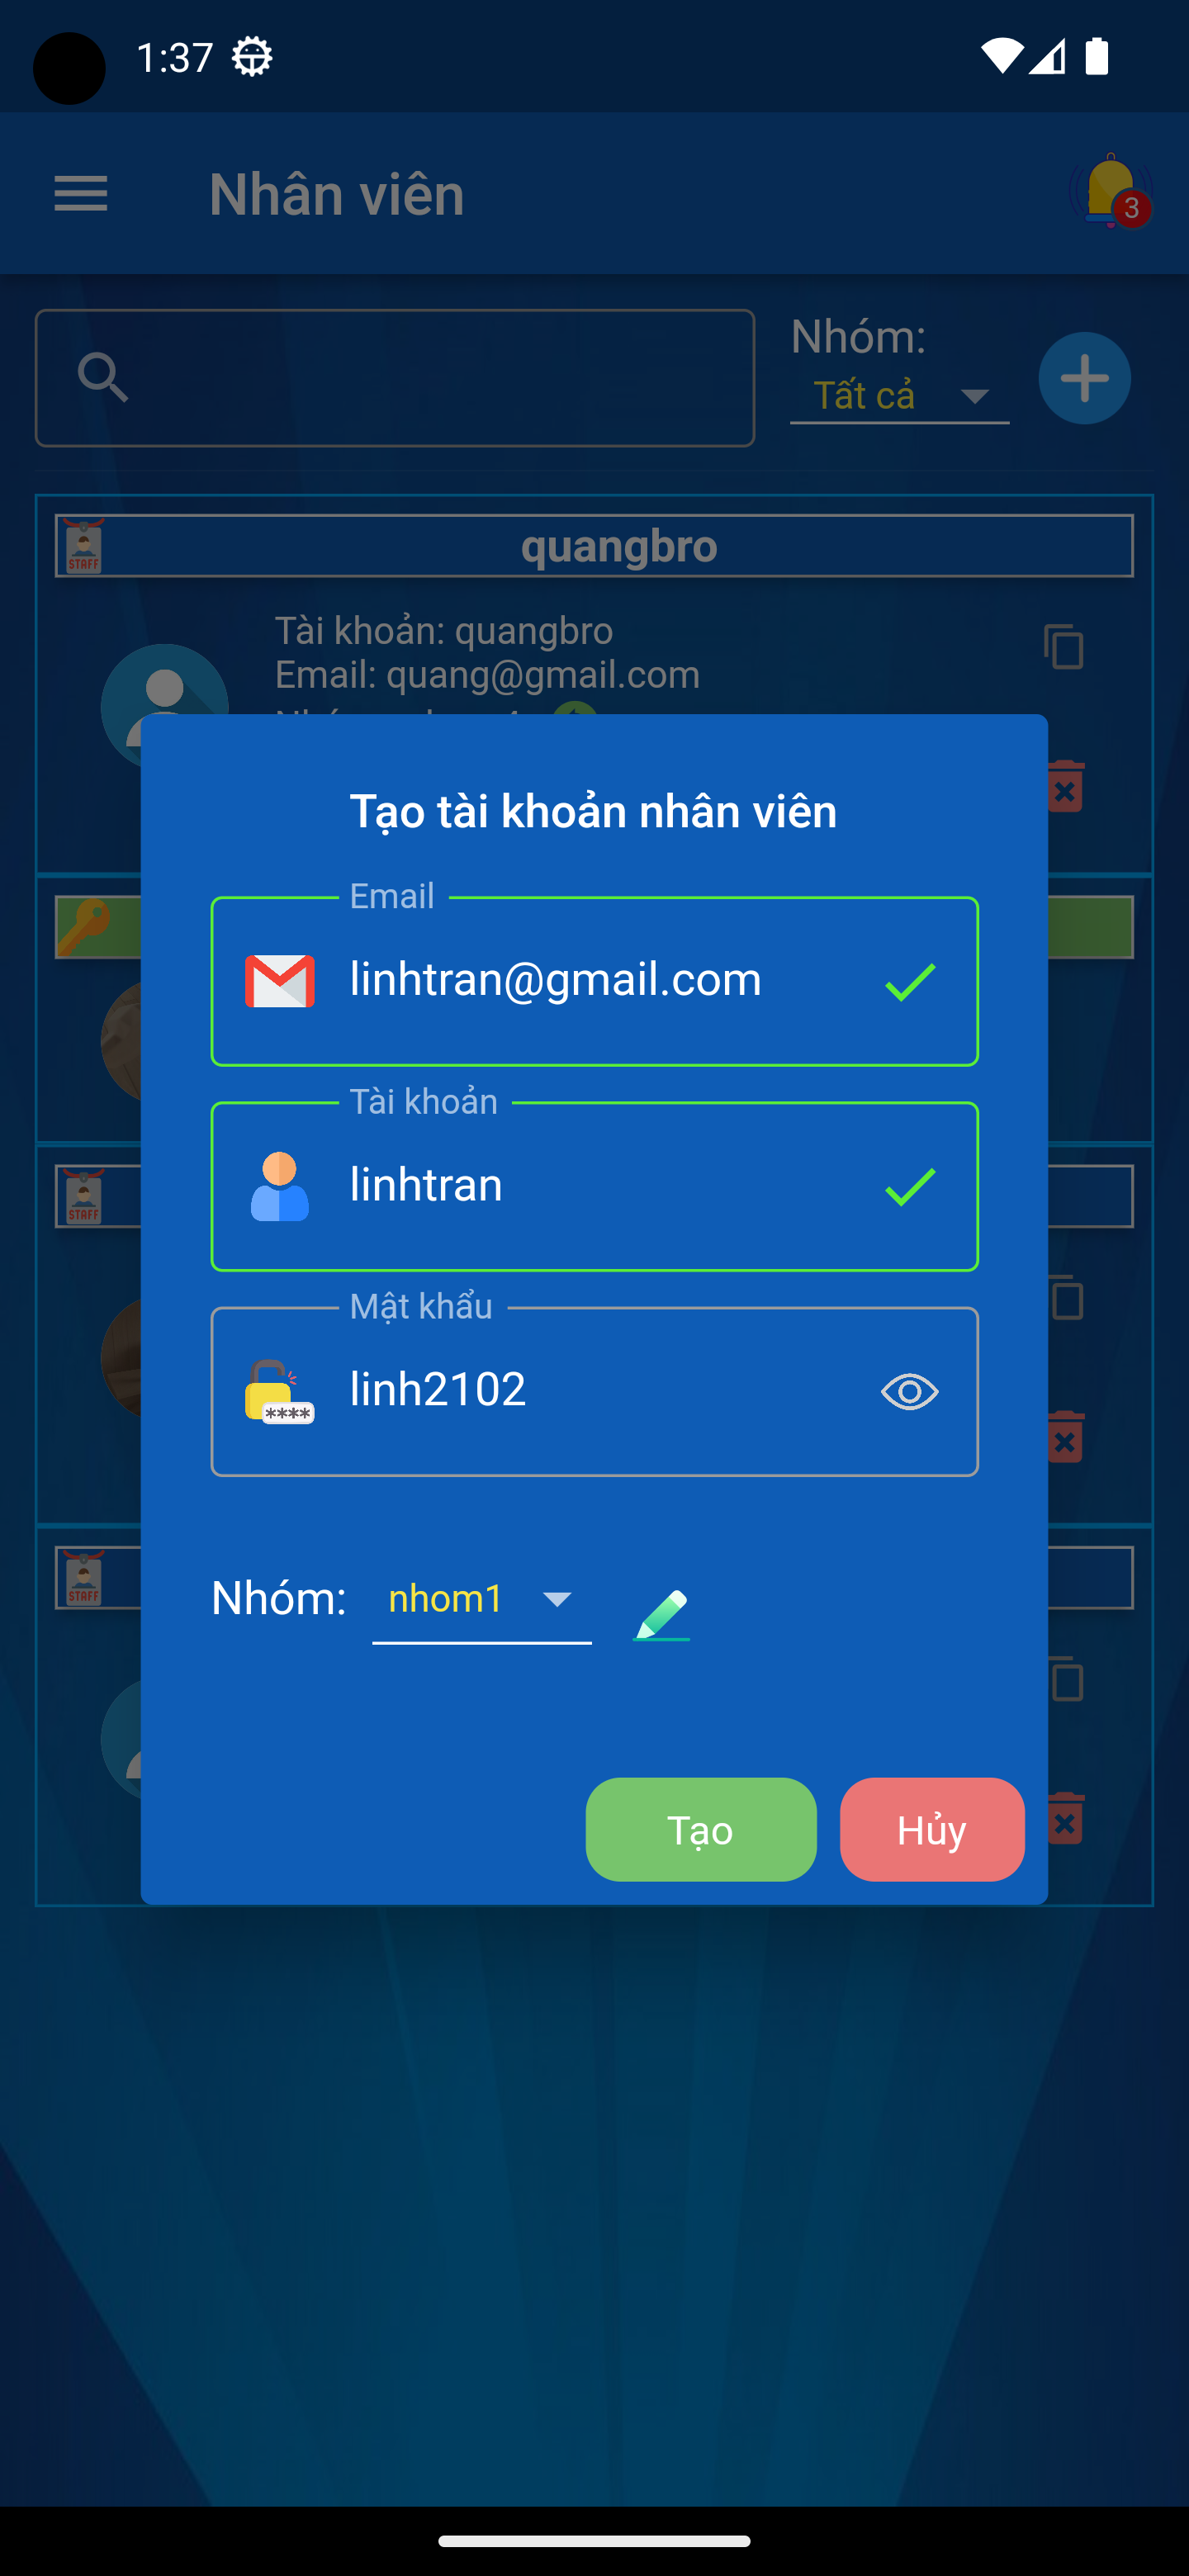 1:37
Nhân viên
3
Nhóm:
Tất cả
STAFF
quangbro
Tài khoản: quangbro
Email: quang@gmail.com
Tạo tài khoản nhân viên
Email
linhtran@gmail.com
Tài khoản
linhtran
STAFF
Mật khẩu
linh2102
****
STAFF
Nhóm:
nhom1
Tạo
Hủy